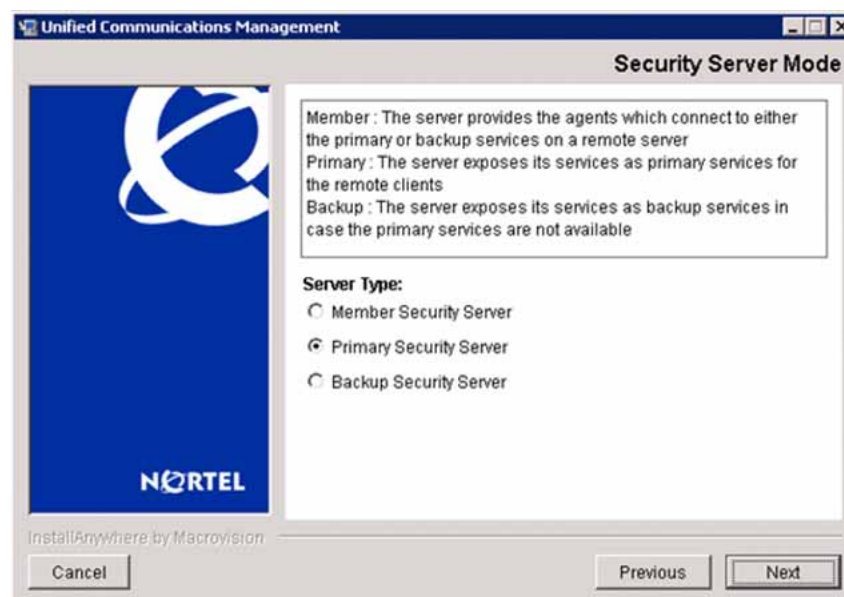 Unified Communications Management
Security Server Mode
Member : The server provides the agents which connect to either
the primary or backup services on a remote server
Primary : The server exposes its services as primary services for
the remote clients
Backup : The server exposes its services as backup services in
case the primary services are not available
Server Type:
Member Security Server
Primary Security Server
Backup Security Server
NORTEL
InstallAnywhere by Macrovision
Cancel
Previous
Next